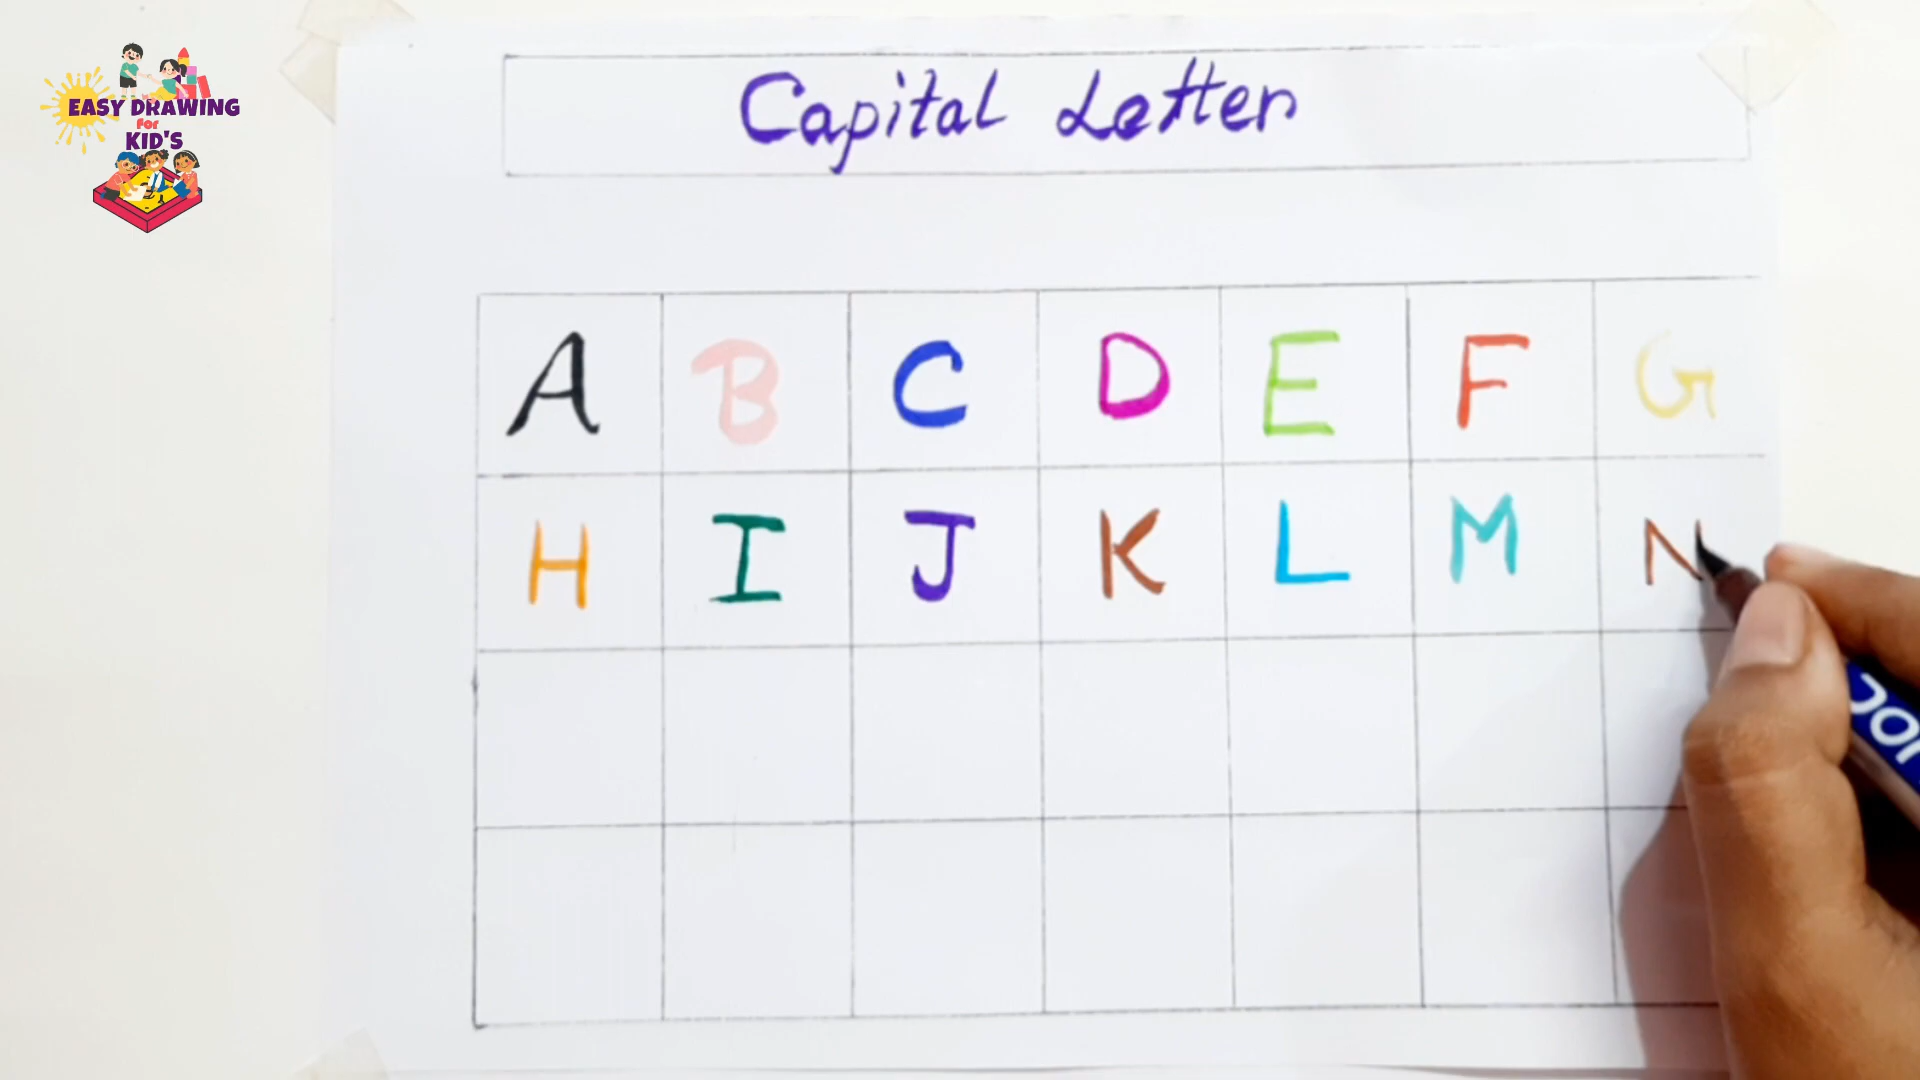 EASY DRAWING
for
KID'S
Capital Letter
A B C D E F G
H I J K L M N